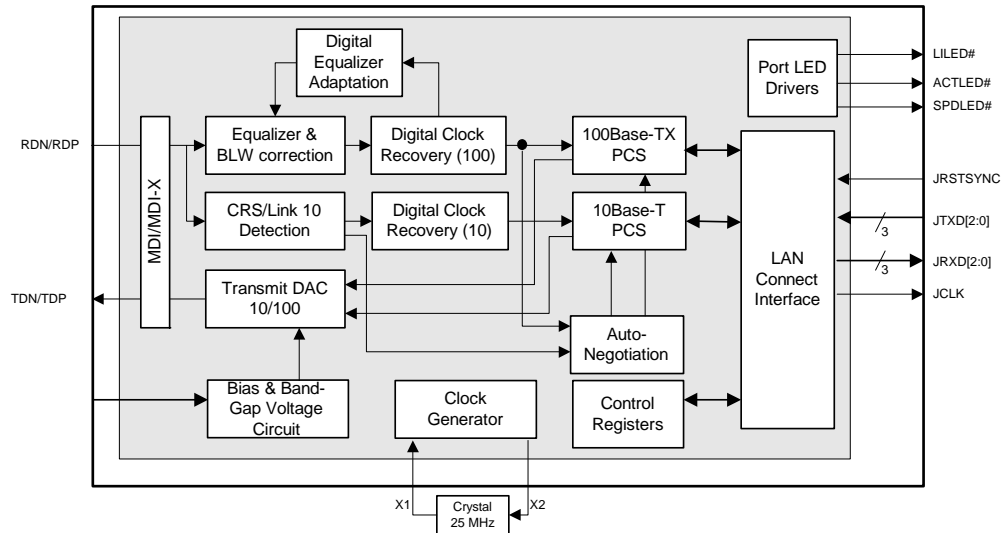 Digital
Equalizer
Adaptation
Port LED
Drivers
LILED#
ACTLED#
SPDLED#
RDN/RDP
MDI/MDI-X
Equalizer &
BLW correction
Digital Clock
Recovery (100)
100Base-TX
PCS
CRS/Link 10
Detection
Digital Clock
Recovery (10)
10Base-T
PCS
LAN
Connect
Interface
JRSTSYNC
JTXD[2:0]
3
JRXD[2:0]
3
JCLK
TDN/TDP
Transmit DAC
10/100
Auto-
Negotiation
Bias & Band-
Gap Voltage
Circuit
Clock
Generator
Control
Registers
X1
X2
Crystal
25 MHz